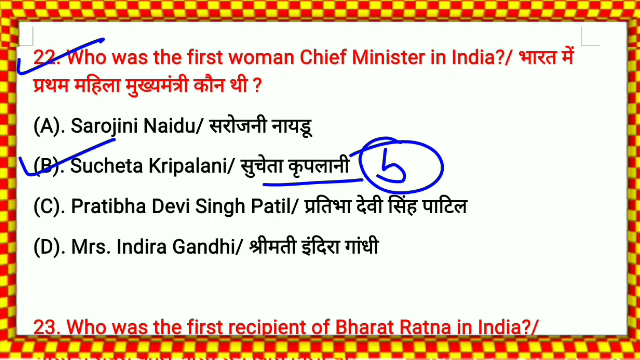 22. Who was the first woman Chief Minister in India?/ भारत में
प्रथम महिला मुख्यमंत्री कौन थी ?
(A). Sarojini Naidu/ सरोजनी नायडू
(B). Sucheta Kripalani/ सुचेता कृपलानी 5
(C). Pratibha Devi Singh Patil/ प्रतिभा देवी सिंह पाटिल
(D). Mrs. Indira Gandhi/ श्रीमती इंदिरा गांधी
23. Who was the first recipient of Bharat Ratna in India?/